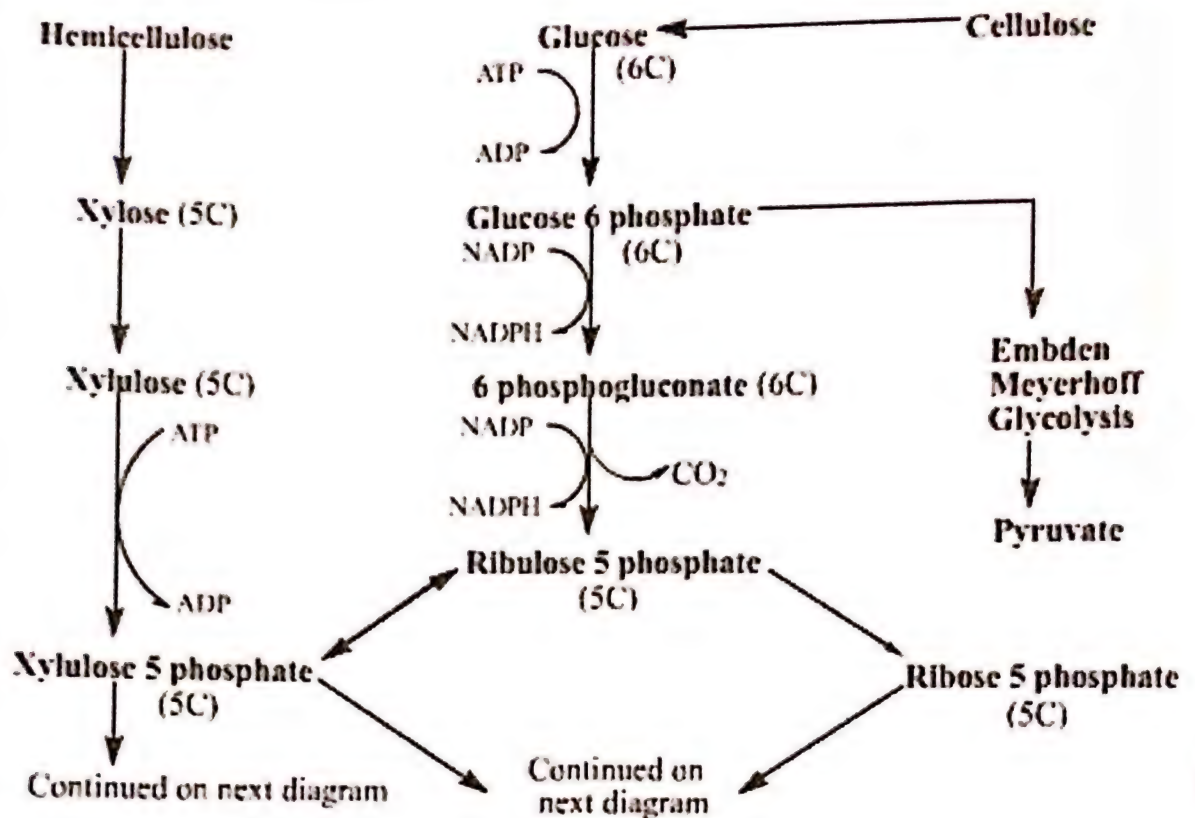 Hemicellulose
Glucose
(6C)
Cellulose
ATP
ADP
Xylose (5C)
Glucose 6 phosphate
(6C)
NADP
NADPH
Embden
Meyerhoff
Glycolysis
Xylulose (5C)
6 phosphogluconate (6C)
ATP
NADP
CO₂
NADPH
Pyruvate
Ribulose 5 phosphate
(5C)
ADP
Xylulose 5 phosphate
(5C)
Ribose 5 phosphate
(5C)
Continued on next diagram
Continued on
next diagram